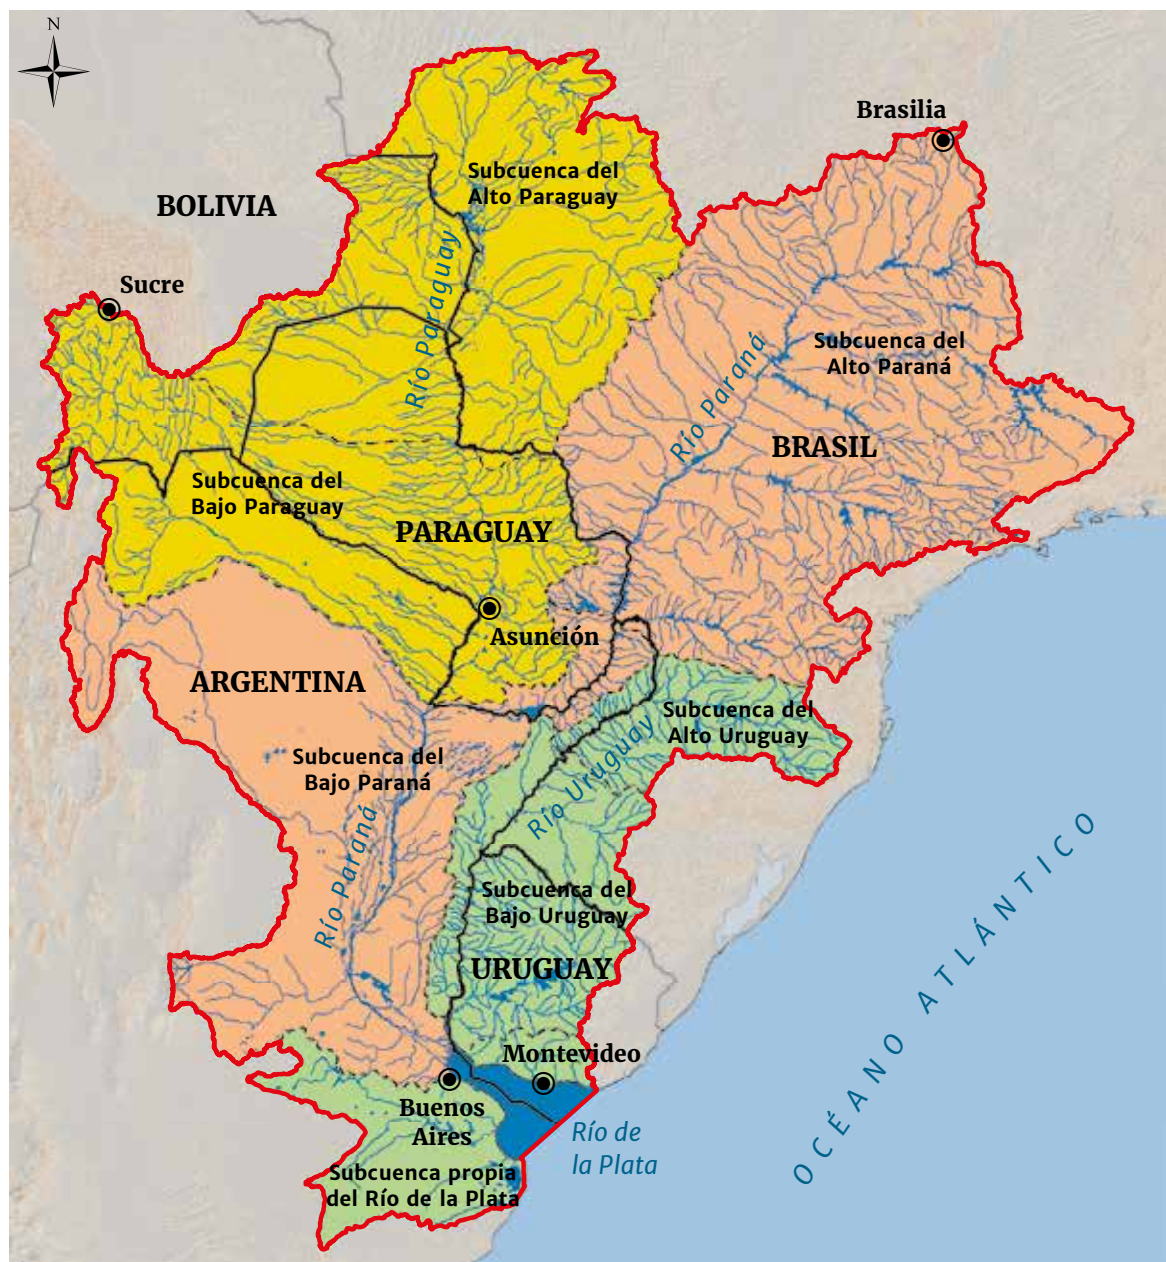 N
Brasilia
Subcuenca del
Alto Paraguay
BOLIVIA
Río Paraguay
Sucre
Subcuenca del
Alto Paraná
Río Paraná
BRASIL
Subcuenca del
Bajo Paraguay
PARAGUAY
Asunción
ARGENTINA
Subcuenca del
Alto Uruguay
Río Uruguay
Subcuenca del
Bajo Paraná
Río Paraná
Subcuenca del
Bajo Uruguay
URUGUAY
OCÉANO ATLÁNTICO
Montevideo
Buenos
Aires
Río de
la Plata
Subcuenca propia
del Río de la Plata